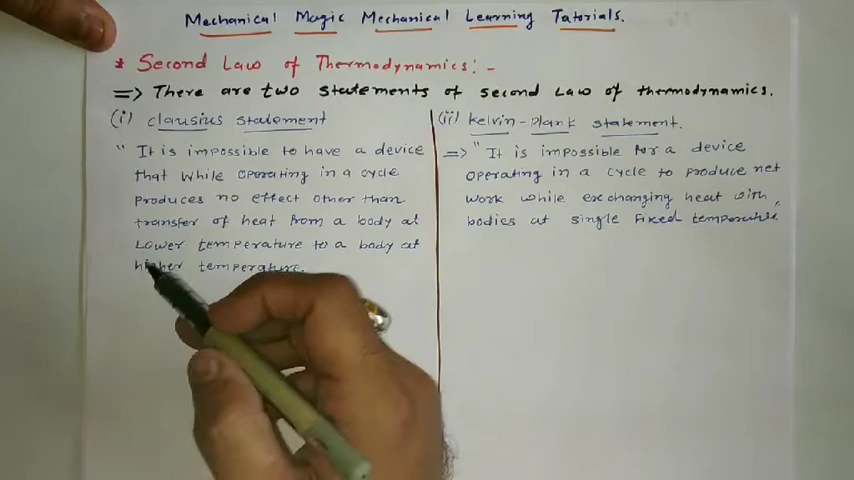 Mechanical Magic Mechanical Learning Tutorials.
* Second Law of Thermodynamics:-
=> There are two statements of second Law of thermodynamics.
(i) clausius statement
" It is impossible to have a device
that while operating in a cycle
produces no effect other than
transfer of heat from a body at
Lower temperature to a body at
higher temperature.
(ii) kelvin-Plank statement.
=> " It is impossible for a device
operating in a cycle to produce net
work while exchanging heat with,
bodies at single Fixed temperature.